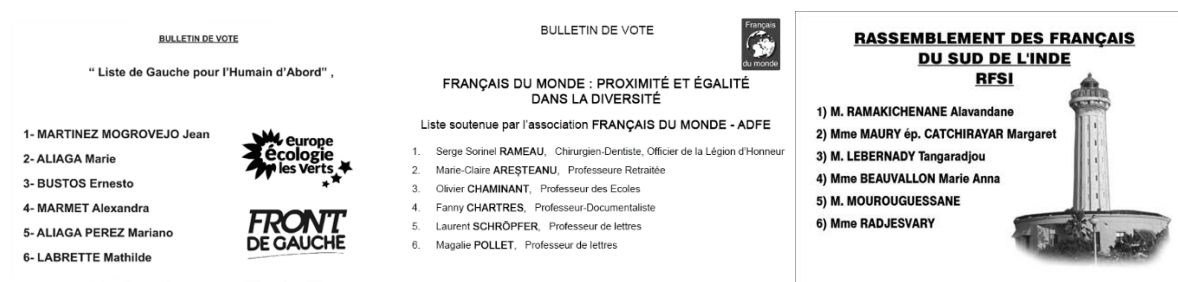 BULLETIN DE VOTE
“ Liste de Gauche pour l’Humain d’Abord” ,
1- MARTINEZ MOGROVEJO Jean
2- ALIAGA Marie
3- BUSTOS Ernesto
4- MARMET Alexandra
5- ALIAGA PEREZ Mariano
6- LABRETTE Mathilde
europe
écologie
les Verts
FRONT
DE GAUCHE
BULLETIN DE VOTE
Français
du monde
FRANÇAIS DU MONDE : PROXIMITÉ ET ÉGALITÉ
DANS LA DIVERSITÉ
Liste soutenue par l’association FRANÇAIS DU MONDE - ADFE
1. Serge Sorinel RAMEAU, Chirurgien-Dentiste, Officier de la Légion d’Honneur
2. Marie-Claire AREȘTEANU, Professeure Retraitée
3. Olivier CHAMINANT, Professeur des Ecoles
4. Fanny CHARTRES, Professeur-Documentaliste
5. Laurent SCHRÖPFER, Professeur de lettres
6. Magalie POLLET, Professeur de lettres
RASSEMBLEMENT DES FRANÇAIS
DU SUD DE L’INDE
RFSI
1) M. RAMAKICHENANE Alavandane
2) Mme MAURY ép. CATCHIRAYAR Margaret
3) M. LEBERNADY Tangaradjou
4) Mme BEAUVALLON Marie Anna
5) M. MOUROUGUESSANE
6) Mme RADJESVARY